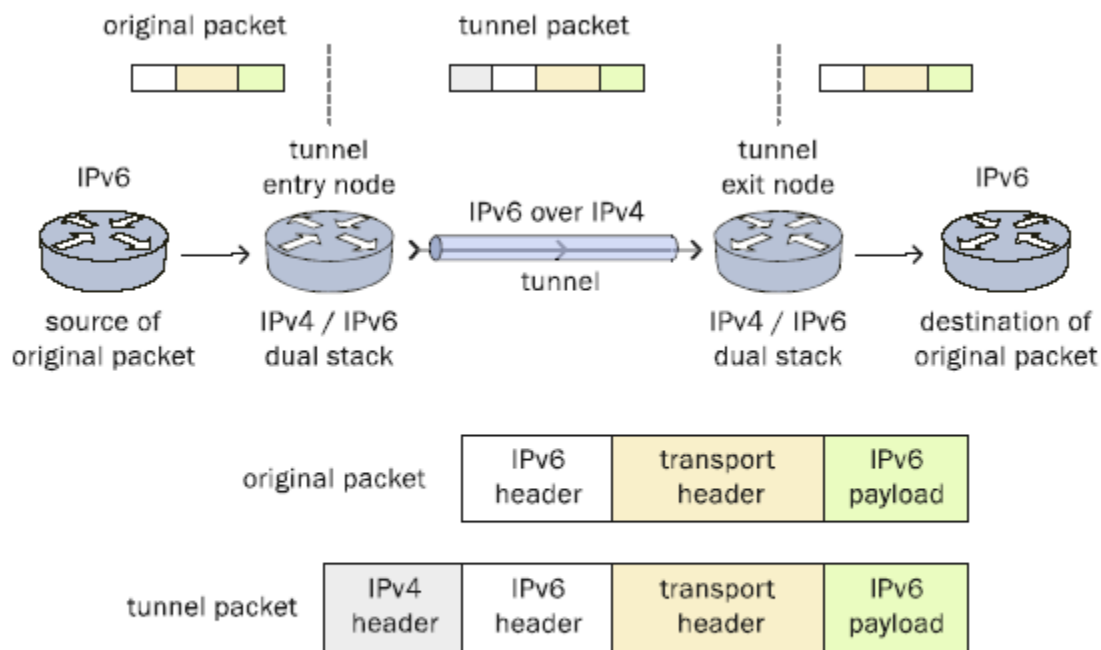 original packet
tunnel packet
tunnel
entry node
tunnel
exit node
IPv6
IPv6
IPv6 over IPv4
tunnel
source of
original packet
IPv4 / IPv6
dual stack
IPv4 / IPv6
dual stack
destination of
original packet
original packet
IPv6
header
transport
header
IPv6
payload
tunnel packet
IPv4
header
IPv6
header
transport
header
IPv6
payload